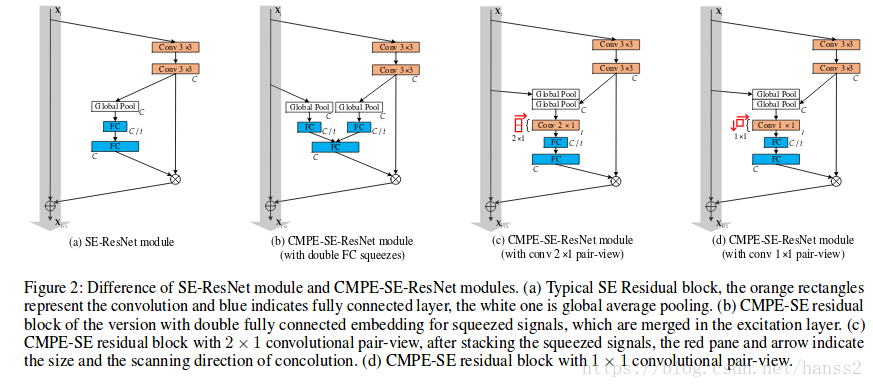 X
Conv 3×3
Conv 3×3
C
Global Pool
C
FC
C/t
FC
C
X
(a) SE-ResNet module
Conv 3×3
Conv 3×3
C
Global Pool
Global Pool
C
C
FC
FC
C/t
C/t
FC
C
(b) CMPE-SE-ResNet module
(with double FC squeezes)
X
Conv 3×3
Conv 3×3
C
Global Pool
Global Pool
C
2×1
Conv 2 × 1
FC
C/t
FC
C
X
(c) CMPE-SE-ResNet module
(with conv 2×1 pair-view)
X
Conv 3×3
Conv 3×3
C
Global Pool
Global Pool
C
1×1
Conv 1 × 1
FC
C/t
FC
C
X
(d) CMPE-SE-ResNet module
(with conv 1×1 pair-view)
Figure 2: Difference of SE-ResNet module and CMPE-SE-ResNet modules. (a) Typical SE Residual block, the orange rectangles
represent the convolution and blue indicates fully connected layer, the white one is global average pooling. (b) CMPE-SE residual
block of the version with double fully connected embedding for squeezed signals, which are merged in the excitation layer. (c)
CMPE-SE residual block with 2 × 1 convolutional pair-view, after stacking the squeezed signals, the red pane and arrow indicate
the size and the scanning direction of concolution. (d) CMPE-SE residual block with 1 × 1 convolutional pair-view.
https://blog.csdn.net/hanss2